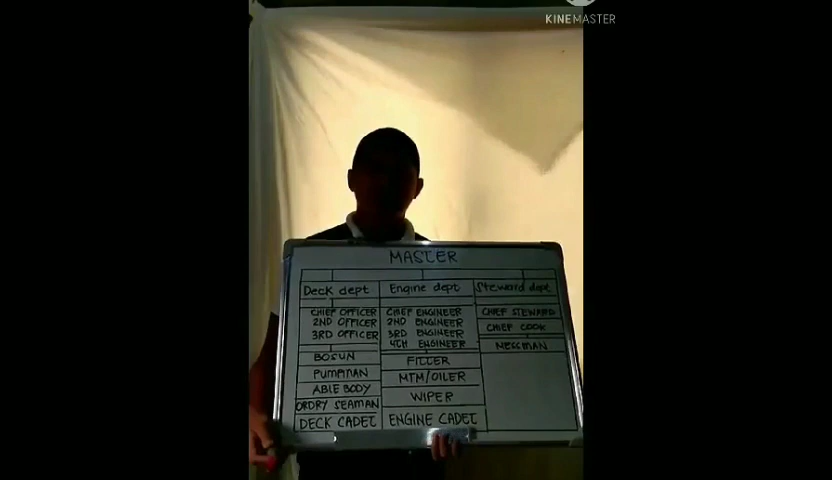 KINEMASTER
MASTER
Deck dept
CHIEF OFFICER
2ND OFFICER
3RD OFFICER
BOSUN
PUMPMAN
ABLE BODY
ORDRY SEAMAN
DECK CADET
Engine dept
CHIEF ENGINEER
2ND ENGINEER
3RD ENGINEER
4TH ENGINEER
FITTER
MTM/OILER
WIPER
ENGINE CADET
Steward dept
CHIEF STEWARD
CHIEF COOK
MESSMAN